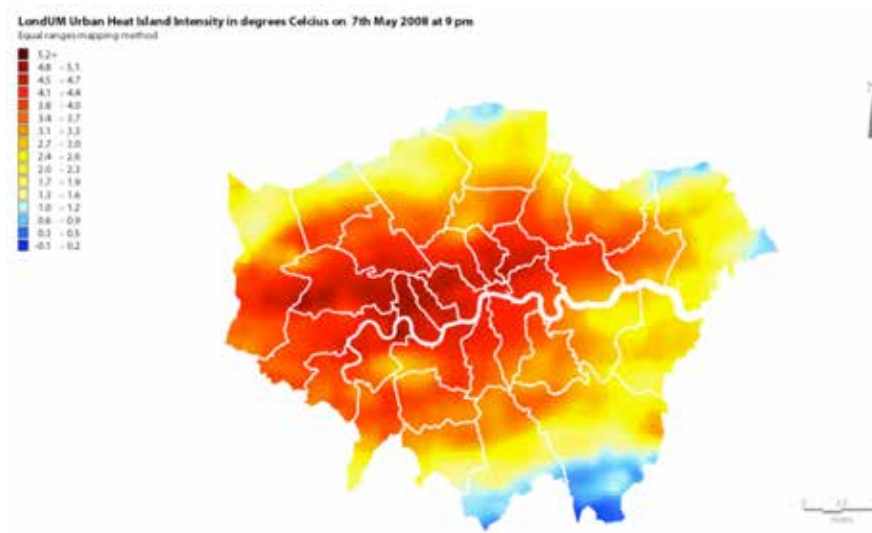 LondUM Urban Heat Island Intensity in degrees Celcius on 7th May 2008 at 9 pm
Equal ranges mapping method
5.2+
4.8 - 5.1
4.5 - 4.7
4.1 - 4.4
3.8 - 4.0
3.4 - 3.7
3.1 - 3.3
2.7 - 3.0
2.4 - 2.6
2.0 - 2.3
1.7 - 1.9
1.3 - 1.6
1.0 - 1.2
0.6 - 0.9
0.3 - 0.5
-0.1 - 0.2
0